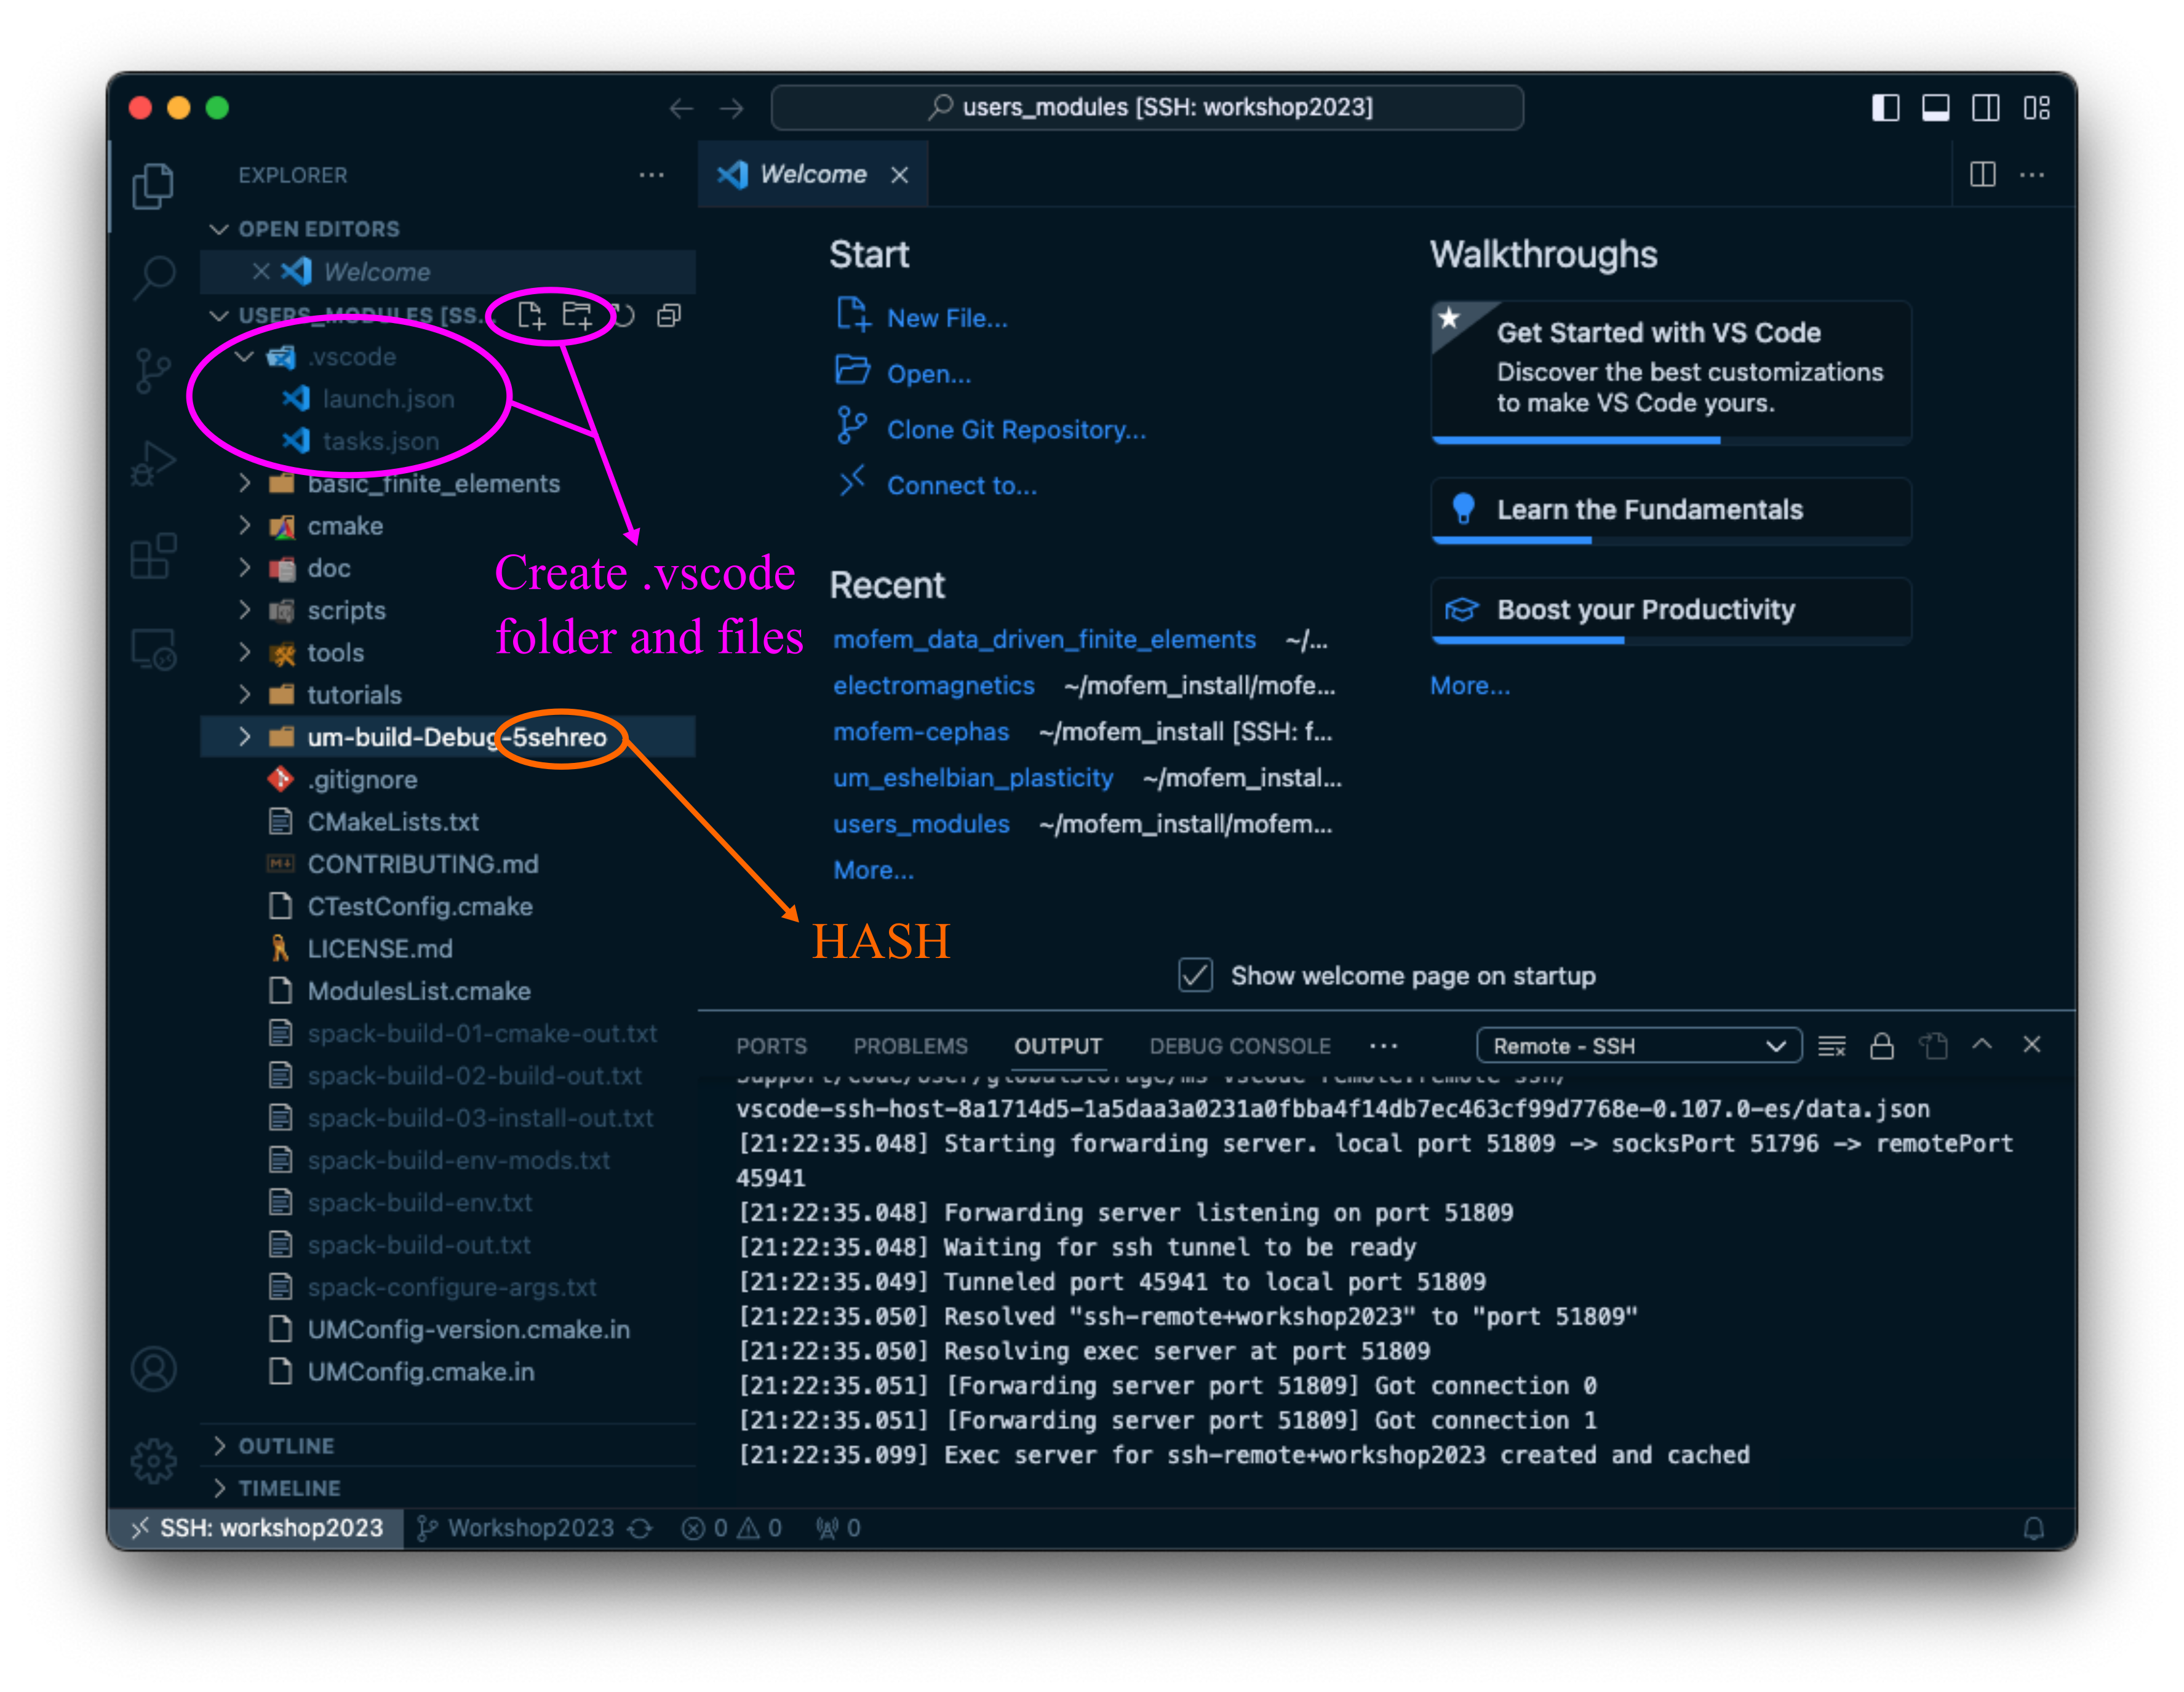 users_modules [SSH: workshop2023]
EXPLORER
OPEN EDITORS
Welcome
USERS_MODULES [SS...
.vscode
launch.json
tasks.json
basic_finite_elements
cmake
doc
scripts
tools
tutorials
um-build-Debug-5sehreo
.gitignore
CMakeLists.txt
CONTRIBUTING.md
CTestConfig.cmake
LICENSE.md
ModulesList.cmake
spack-build-01-cmake-out.txt
spack-build-02-build-out.txt
spack-build-03-install-out.txt
spack-build-env-mods.txt
spack-build-env.txt
spack-build-out.txt
spack-configure-args.txt
UMConfig-version.cmake.in
UMConfig.cmake.in
OUTLINE
TIMELINE
Create .vscode
folder and files
HASH
Welcome
Start
New File...
Open...
Clone Git Repository...
Connect to...
Recent
mofem_data_driven_finite_elements ~/...
electromagnetics ~/mofem_install/mofe...
mofem-cephas ~/mofem_install [SSH: f...
um_eshelbian_plasticity ~/mofem_instal...
users_modules ~/mofem_install/mofem...
More...
Walkthroughs
Get Started with VS Code
Discover the best customizations
to make VS Code yours.
Learn the Fundamentals
Boost your Productivity
More...
Show welcome page on startup
PORTS PROBLEMS OUTPUT DEBUG CONSOLE ... Remote - SSH
Support/Code/User/globalStorage/ms-vscode-remote.remote-ssh/
vscode-ssh-host-8a1714d5-1a5daa3a0231a0fbba4f14db7ec463cf99d7768e-0.107.0-es/data.json
[21:22:35.048] Starting forwarding server. local port 51809 -> socksPort 51796 -> remotePort
45941
[21:22:35.048] Forwarding server listening on port 51809
[21:22:35.048] Waiting for ssh tunnel to be ready
[21:22:35.049] Tunneled port 45941 to local port 51809
[21:22:35.050] Resolved "ssh-remote+workshop2023" to "port 51809"
[21:22:35.050] Resolving exec server at port 51809
[21:22:35.051] [Forwarding server port 51809] Got connection 0
[21:22:35.051] [Forwarding server port 51809] Got connection 1
[21:22:35.099] Exec server for ssh-remote+workshop2023 created and cached
SSH: workshop2023 Workshop2023 0 0 0